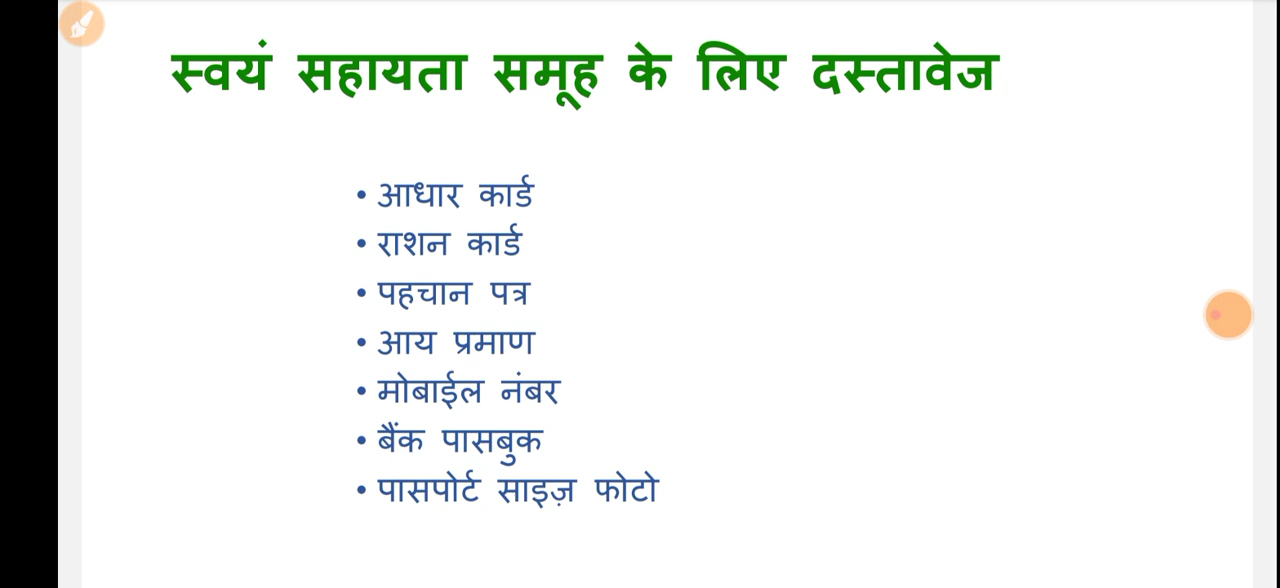 स्वयं सहायता समूह के लिए दस्तावेज
• आधार कार्ड
• राशन कार्ड
• पहचान पत्र
• आय प्रमाण
• मोबाईल नंबर
• बैंक पासबुक
• पासपोर्ट साइज़ फोटो